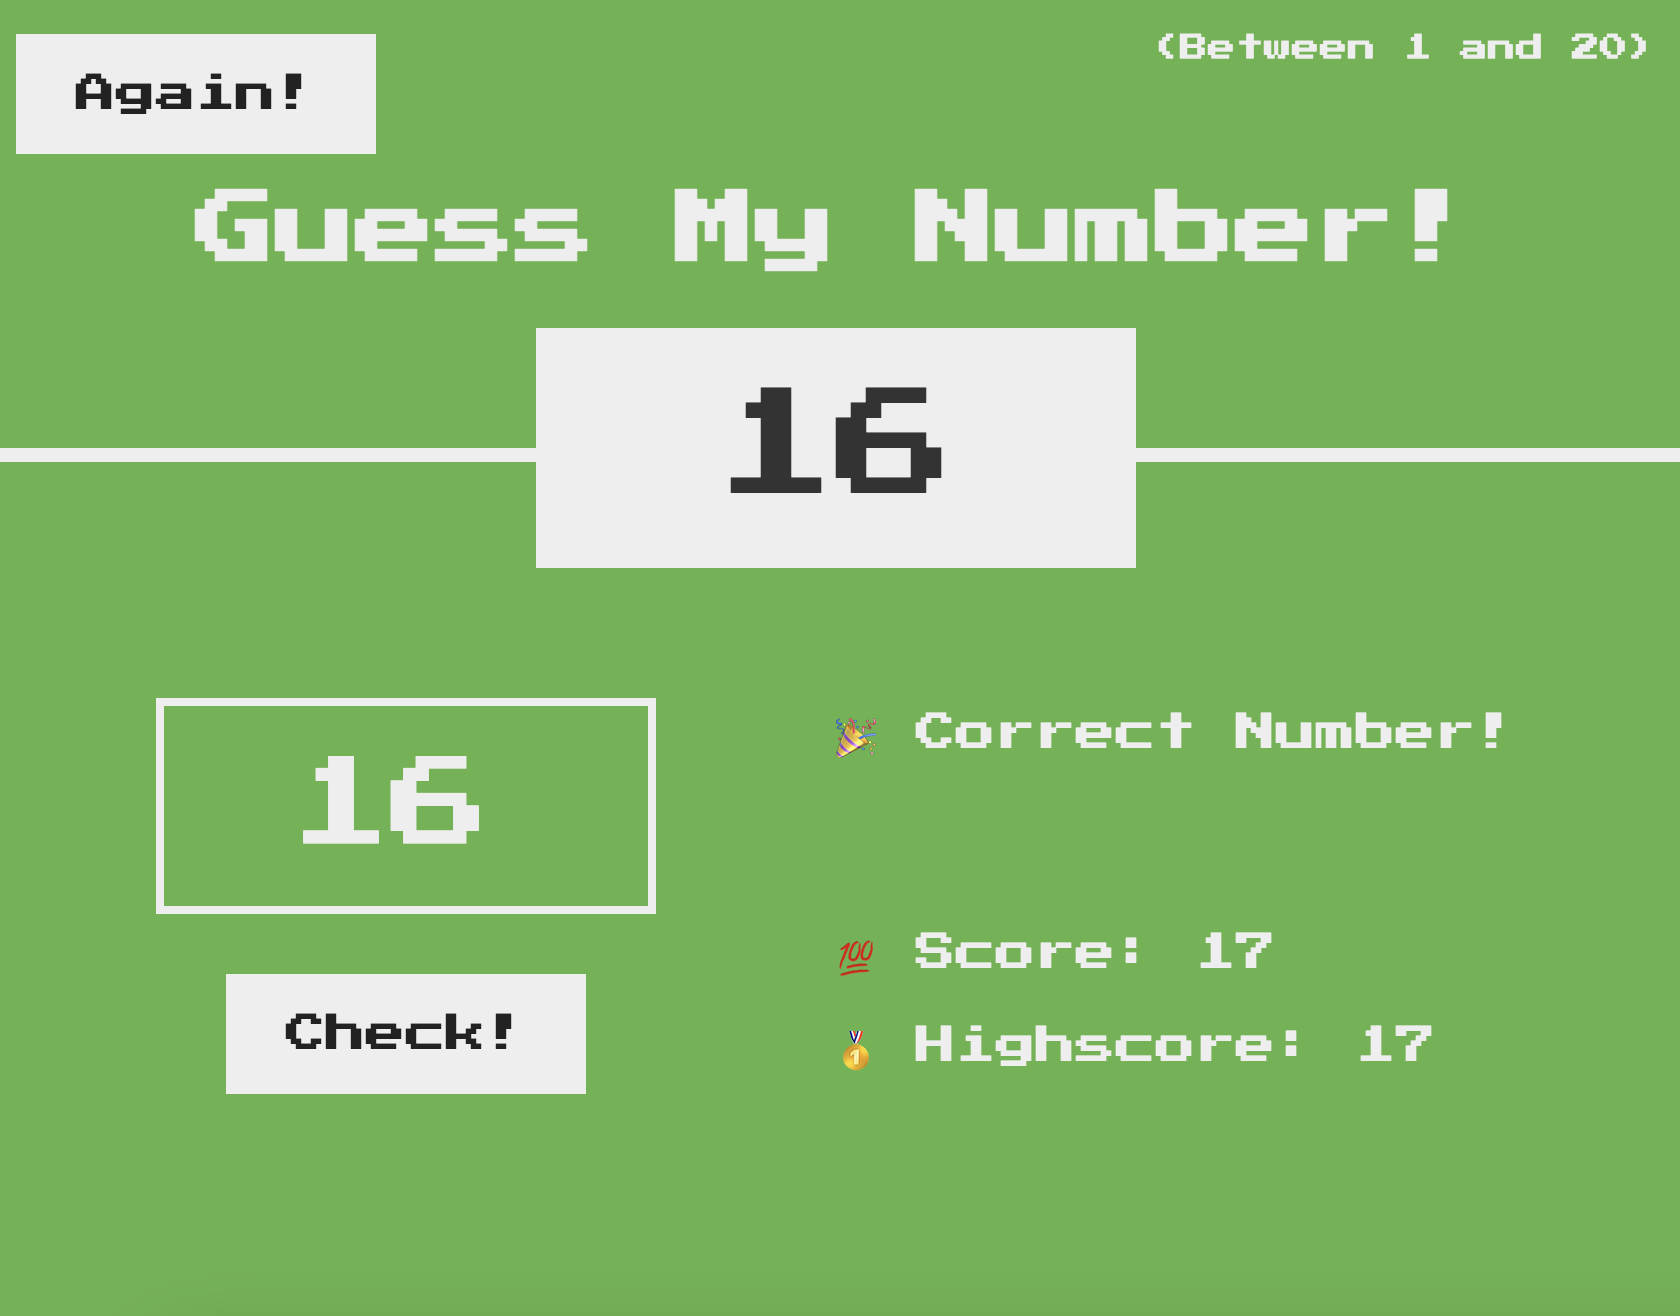 (Between 1 and 20)
Again!
Guess My Number!
16
16
🎉 Correct Number!
💯 Score: 17
Check!
🥇 Highscore: 17